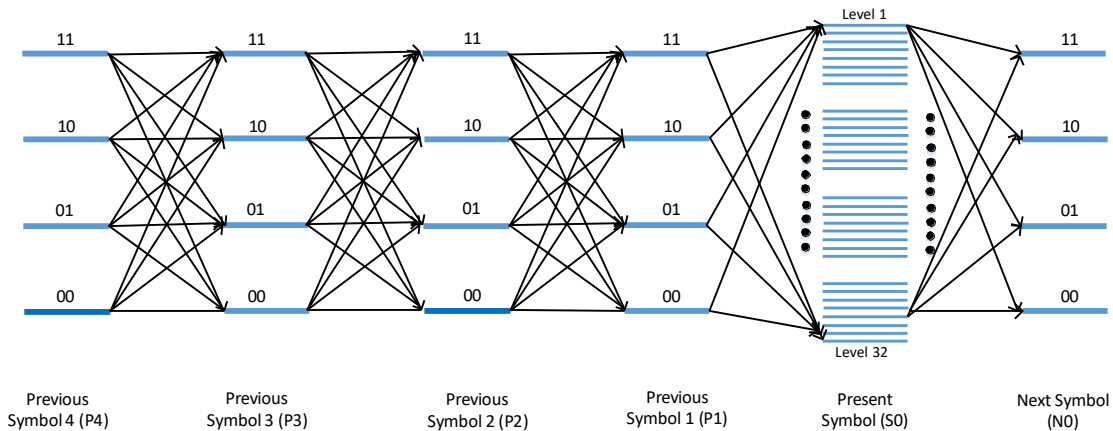 Level 1
11 11 11 11 11
10 10 10 10 10
01 01 01 01 01
00 00 00 00 00
Level 32
Previous
Symbol 4 (P4)
Previous
Symbol 3 (P3)
Previous
Symbol 2 (P2)
Previous
Symbol 1 (P1)
Present
Symbol (S0)
Next Symbol
(N0)